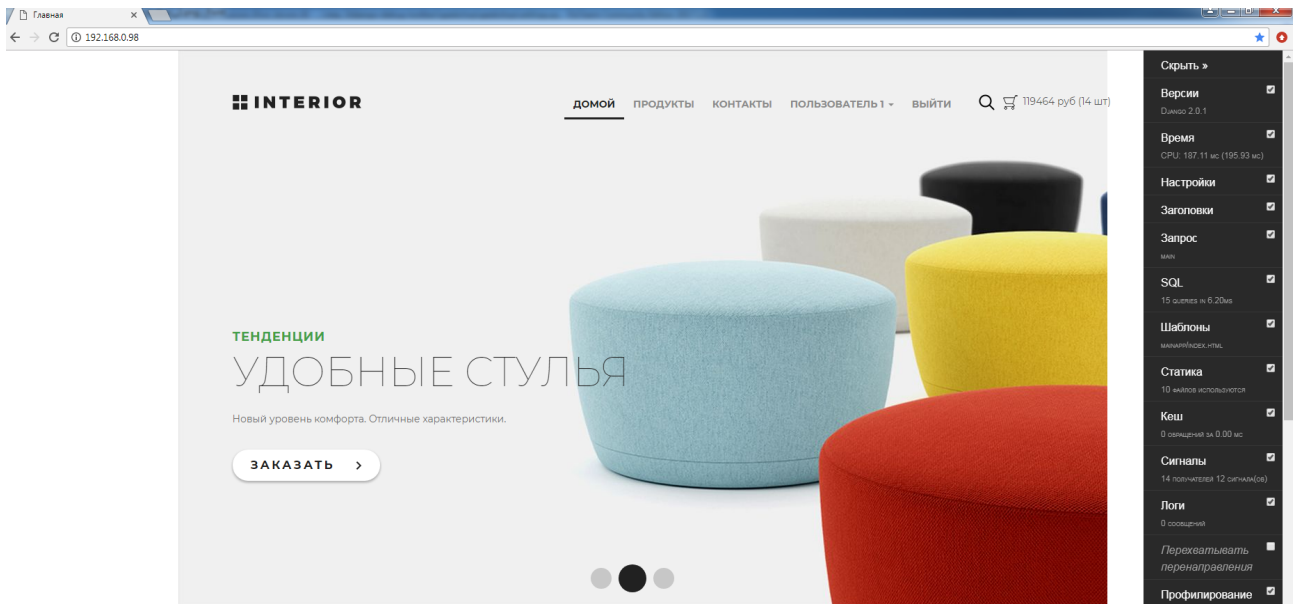 Главная
192.168.0.98
INTERIOR
ДОМОЙ ПРОДУКТЫ КОНТАКТЫ ПОЛЬЗОВАТЕЛЬ 1 ВЫЙТИ 119464 руб (14 шт)
ТЕНДЕНЦИИ
УДОБНЫЕ СТУЛЬЯ
Новый уровень комфорта. Отличные характеристики.
ЗАКАЗАТЬ
Скрыть »
Версии
Django 2.0.1
Время
CPU: 187.11 мс (195.93 мс)
Настройки
Заголовки
Запрос
main
SQL
15 queries in 6.20ms
Шаблоны
mainapp/index.html
Статика
10 файлов используются
Кеш
0 обращений за 0.00 мс
Сигналы
14 получателей 12 сигнала(ов)
Логи
0 сообщений
Перехватывать
перенаправления
Профилирование